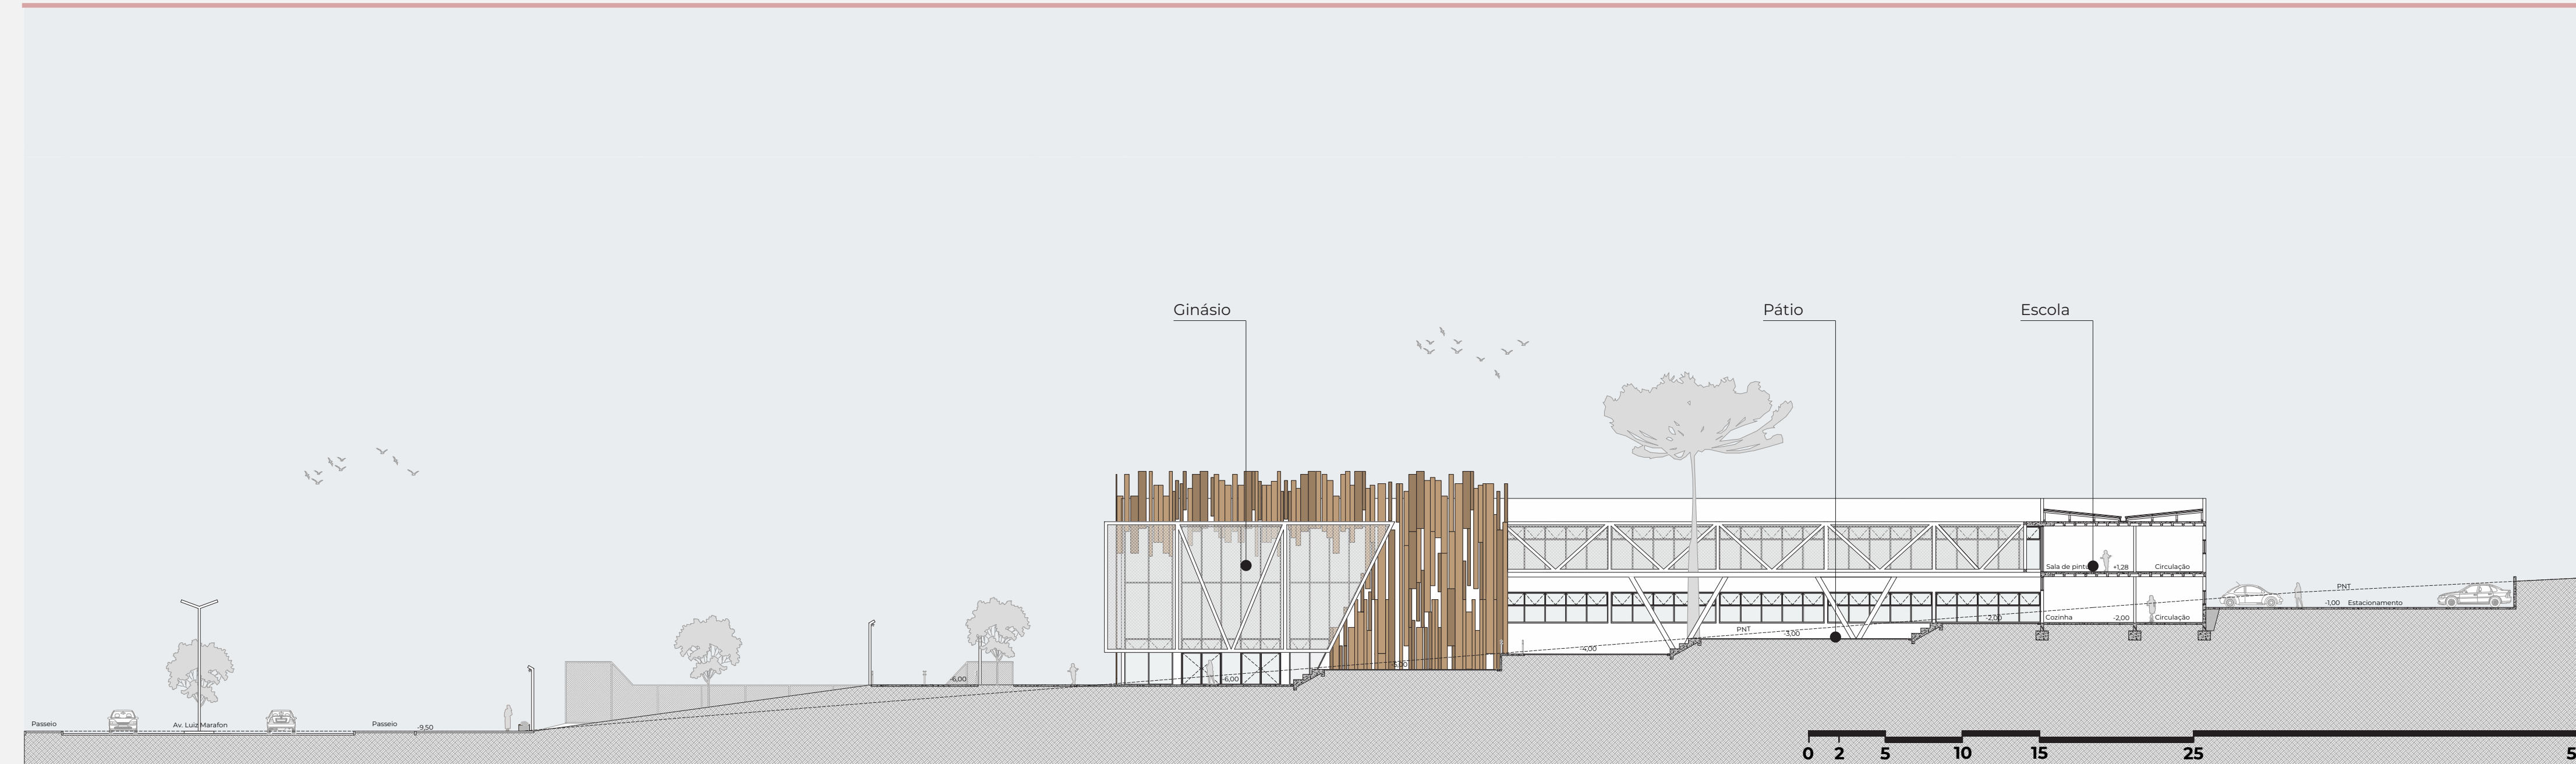 Ginásio
Pátio
Escola
Sala de pint
+1,28
Circulação
PNT
-1,00
Estacionamento
Cozinha
-2,00
Circulação
-2,00
PNT
-3,00
-4,00
-5,00
-6,00
-6,00
Passeio
Av. Luiz Marafon
Passeio
-9,50
0 2 5 10 15 25 5